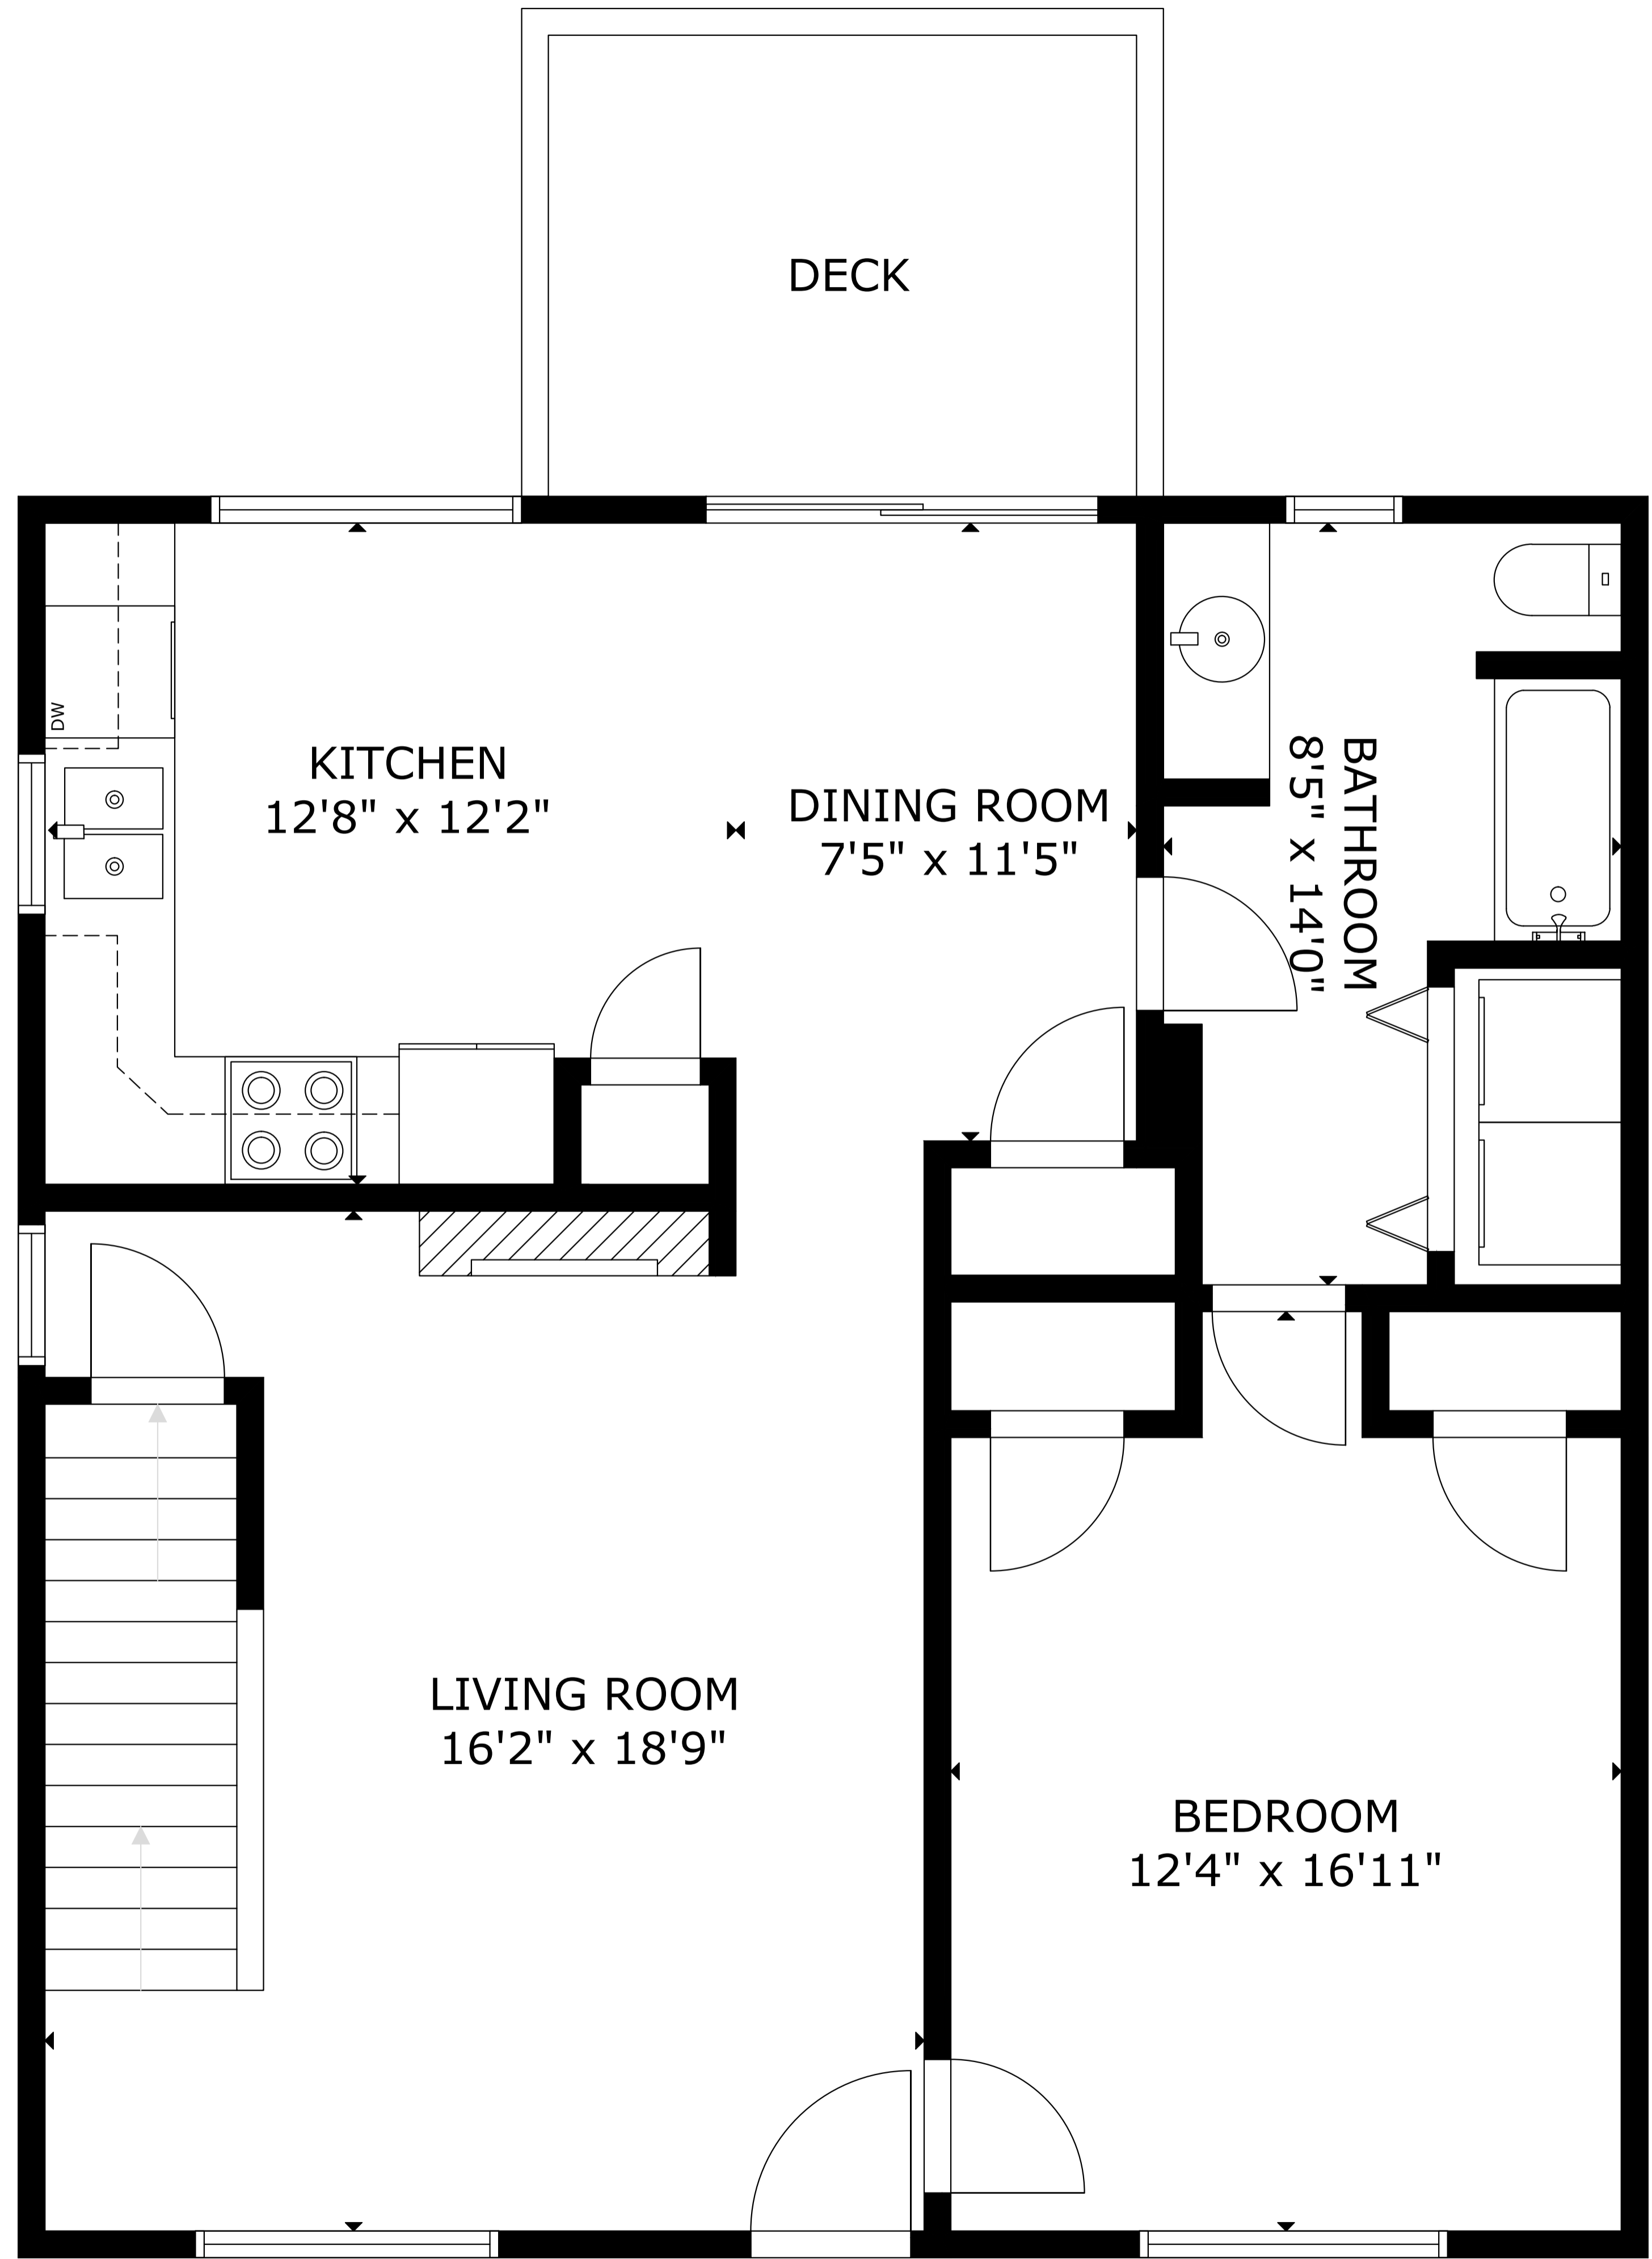 DECK
KITCHEN
12'8" x 12'2"
DINING ROOM
7'5" x 11'5"
BATHROOM
8'5" x 14'0"
DW
LIVING ROOM
16'2" x 18'9"
BEDROOM
12'4" x 16'11"